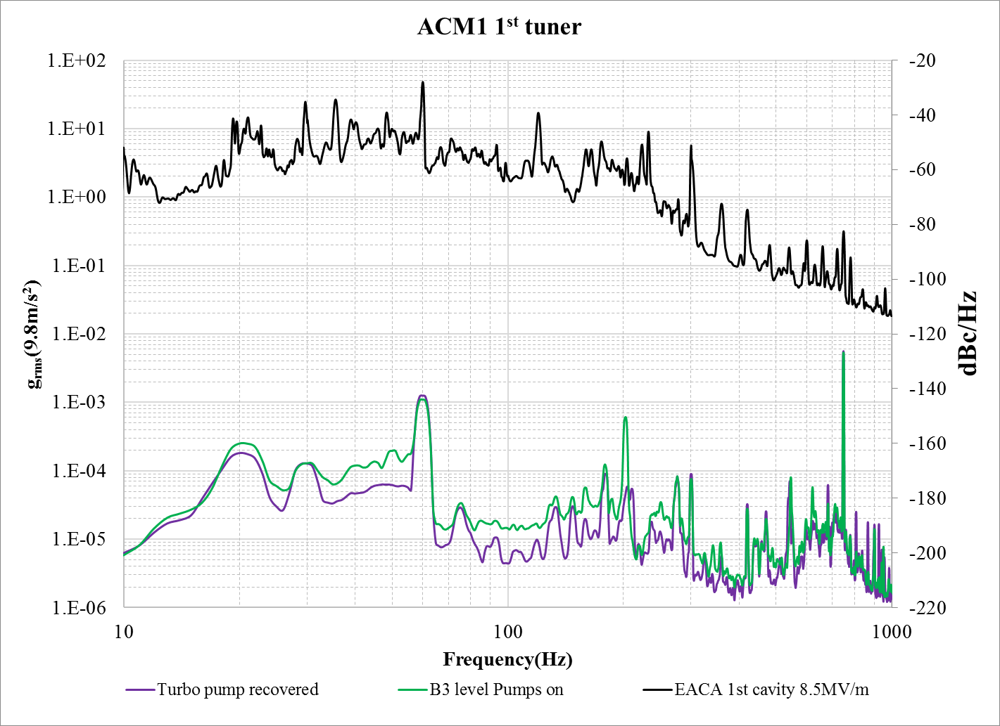 ACM1 1st tuner
1.E+02
1.E+01
1.E+00
1.E-01
1.E-02
1.E-03
1.E-04
1.E-05
1.E-06
grms(9.8m/s2)
-20
-40
-60
-80
-100
-120
-140
-160
-180
-200
-220
dBc/Hz
10 100 1000
Frequency(Hz)
Turbo pump recovered B3 level Pumps on EACA 1st cavity 8.5MV/m